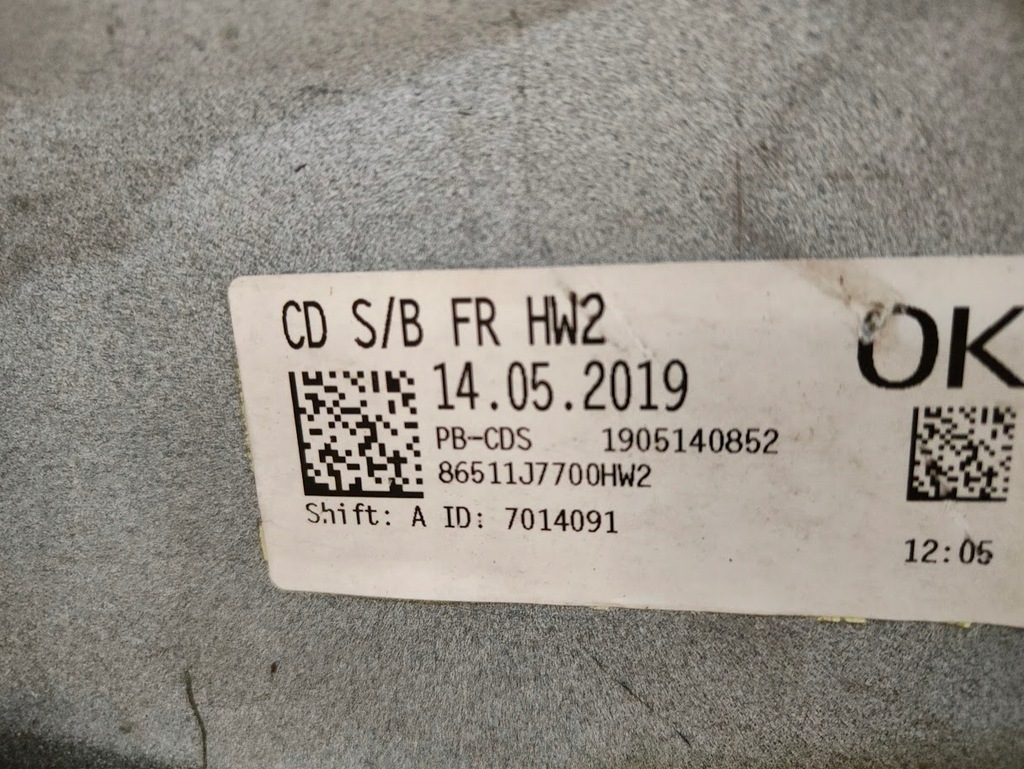 CD S/B FR HW2
OK
14.05.2019
PB-CDS 1905140852
86511J7700HW2
Shift: A ID: 7014091
12:05